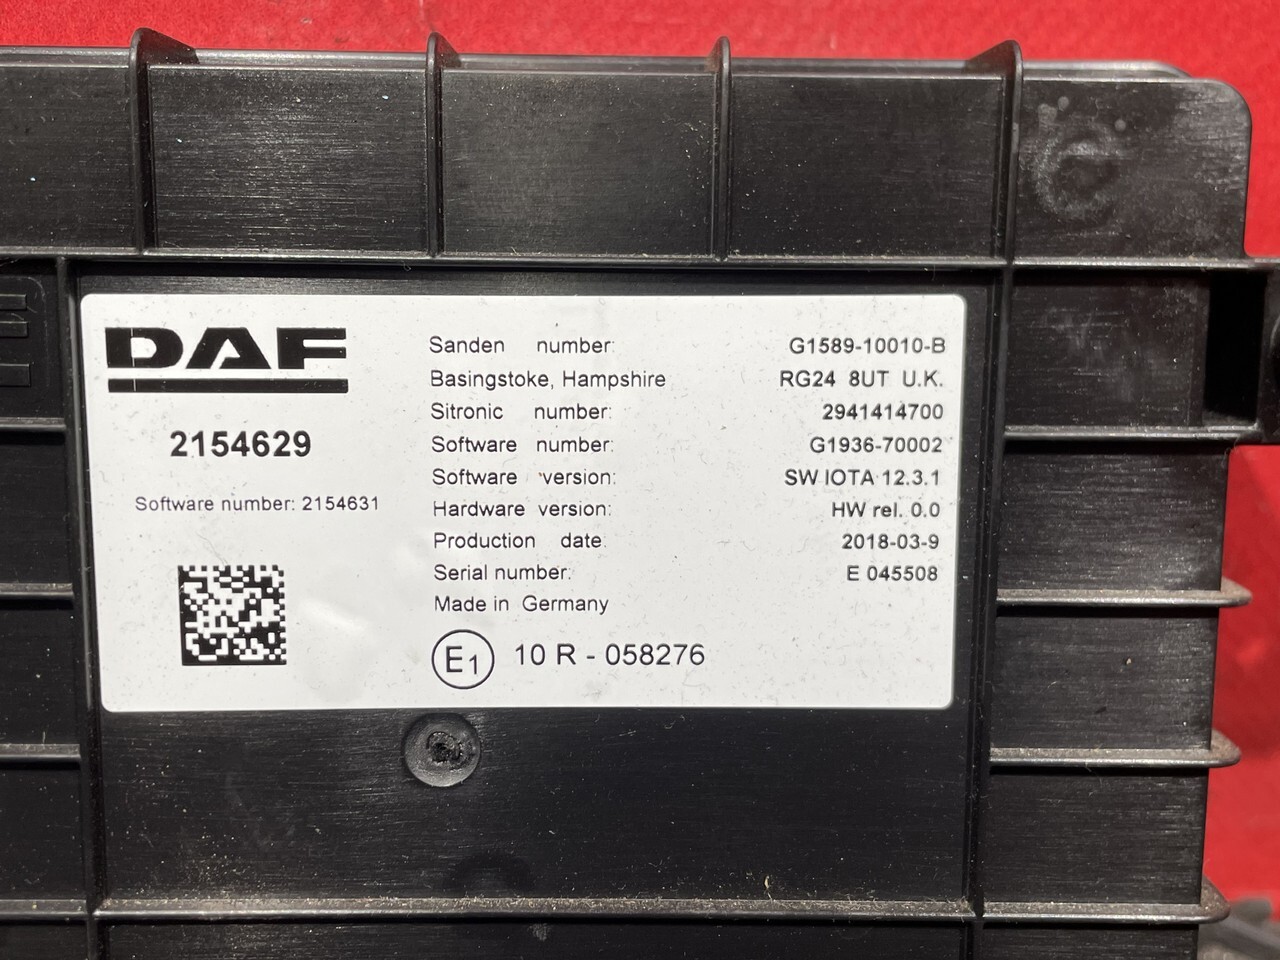 DAF
2154629
Software number: 2154631
Sanden number: G1589-10010-B
Basingstoke, Hampshire RG24 8UT U.K.
Sitronic number: 2941414700
Software number: G1936-70002
Software version: SW IOTA 12.3.1
Hardware version: HW rel. 0.0
Production date: 2018-03-9
Serial number: E 045508
Made in Germany
E1 10 R - 058276